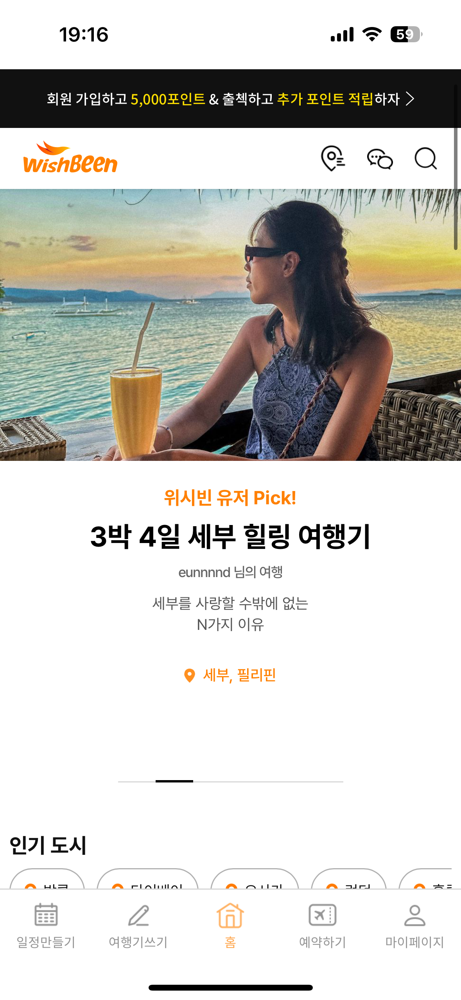 19:16
59
회원 가입하고 5,000포인트 & 출첵하고 추가 포인트 적립하자
WishBeen
위시빈 유저 Pick!
3박 4일 세부 힐링 여행기
eunnnnd 님의 여행
세부를 사랑할 수밖에 없는
N가지 이유
세부, 필리핀
인기 도시
일정만들기
여행기쓰기
홈
예약하기
마이페이지